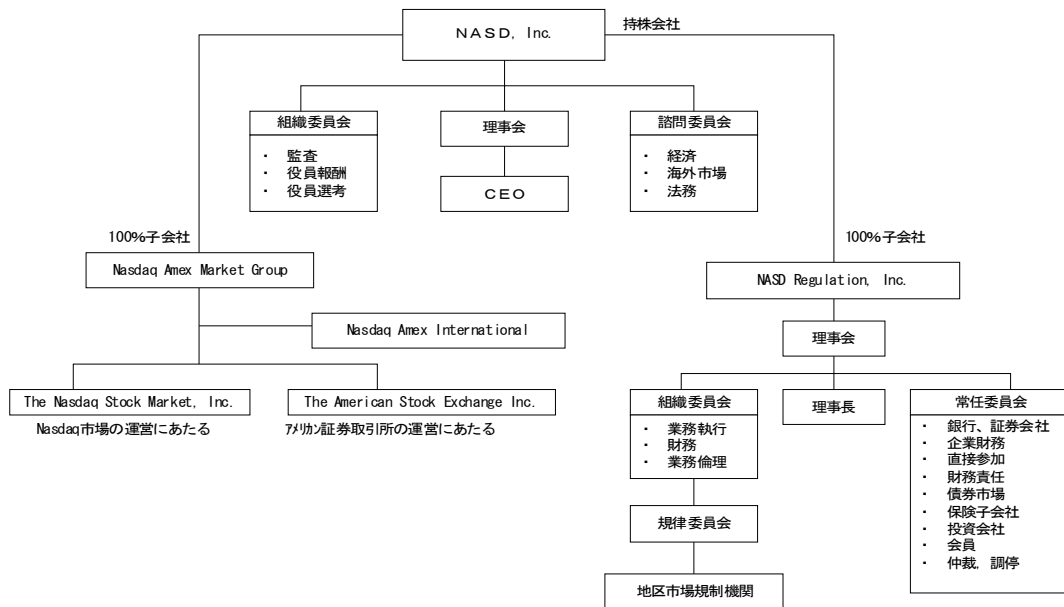 NASD, Inc.
持株会社
組織委員会
・ 監査
・ 役員報酬
・ 役員選考
理事会
CEO
諮問委員会
・ 経済
・ 海外市場
・ 法務
100%子会社
Nasdaq Amex Market Group
100%子会社
NASD Regulation, Inc.
Nasdaq Amex International
理事会
The Nasdaq Stock Market, Inc.
Nasdaq市場の運営にあたる
The American Stock Exchange Inc.
アメリカン証券取引所の運営にあたる
組織委員会
・ 業務執行
・ 財務
・ 業務倫理
理事長
常任委員会
・ 銀行、証券会社
・ 企業財務
・ 直接参加
・ 財務責任
・ 債券市場
・ 保険子会社
・ 投資会社
・ 会員
・ 仲裁，調停
規律委員会
地区市場規制機関